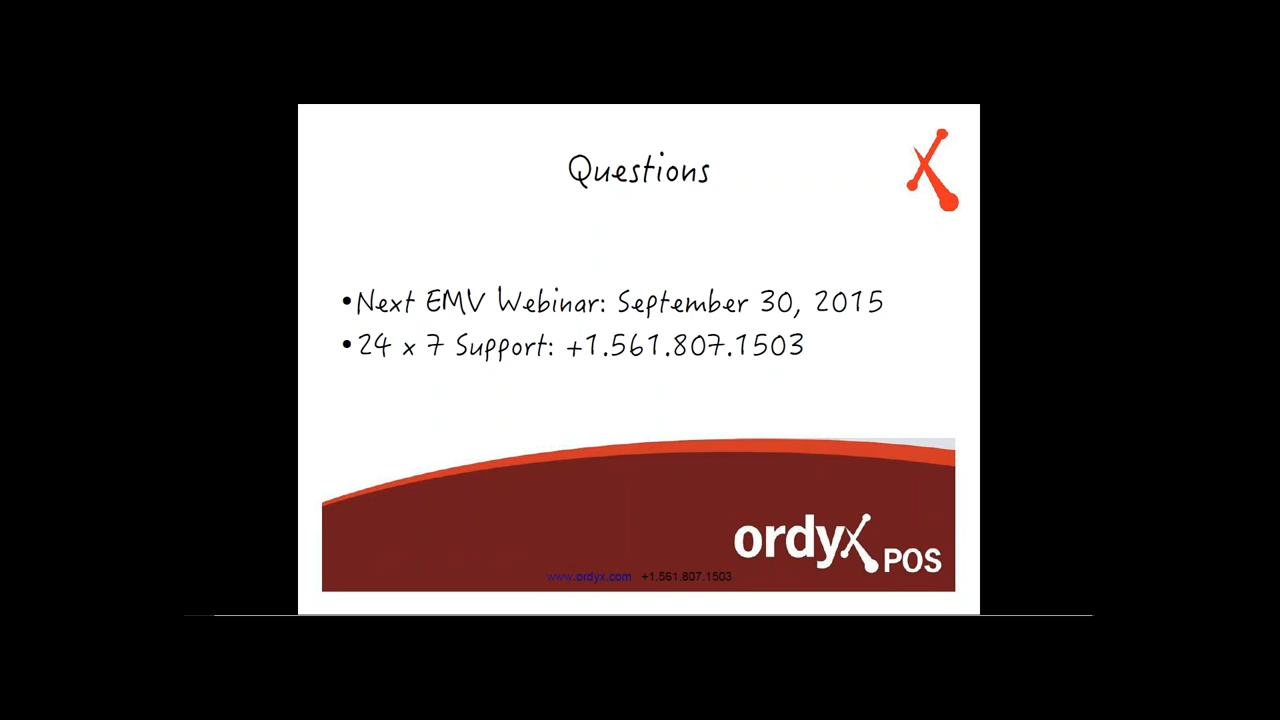 Questions
•Next EMV Webinar: September 30, 2015
•24 x 7 Support: +1.561.807.1503
ordyx POS
www.ordyx.com +1.561.807.1503